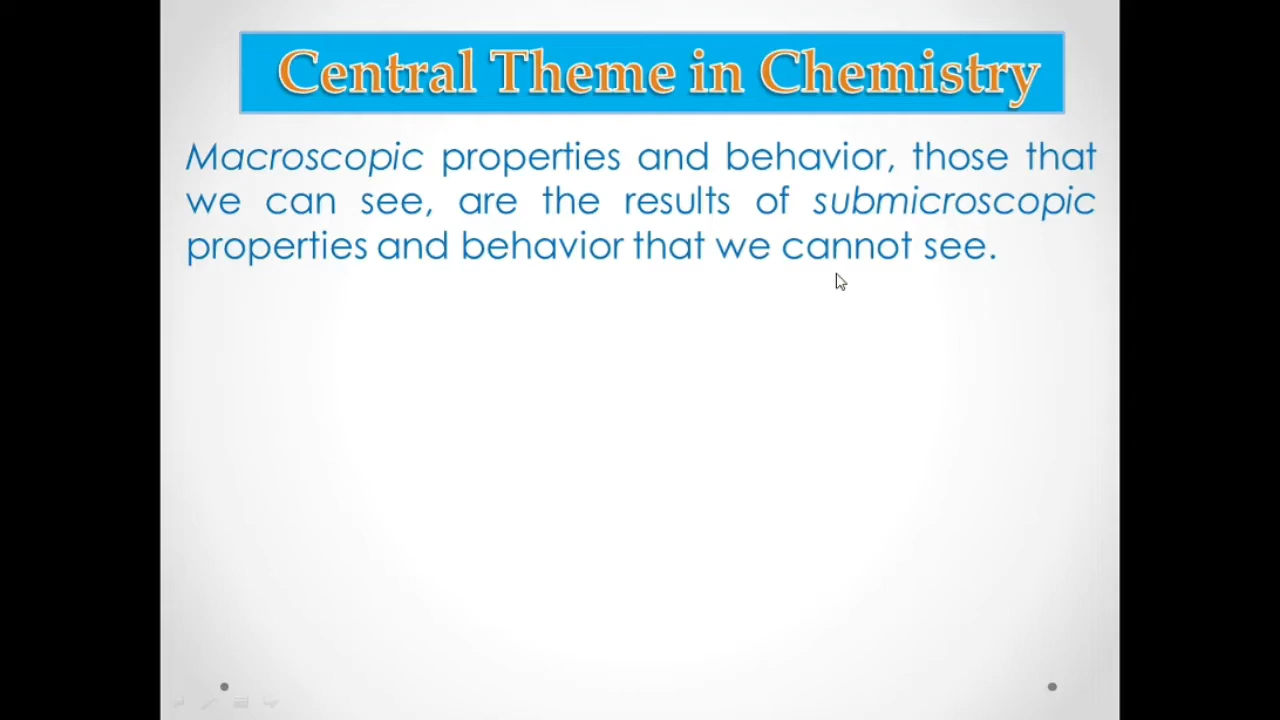 Central Theme in Chemistry
Macroscopic properties and behavior, those that
we can see, are the results of submicroscopic
properties and behavior that we cannot see.